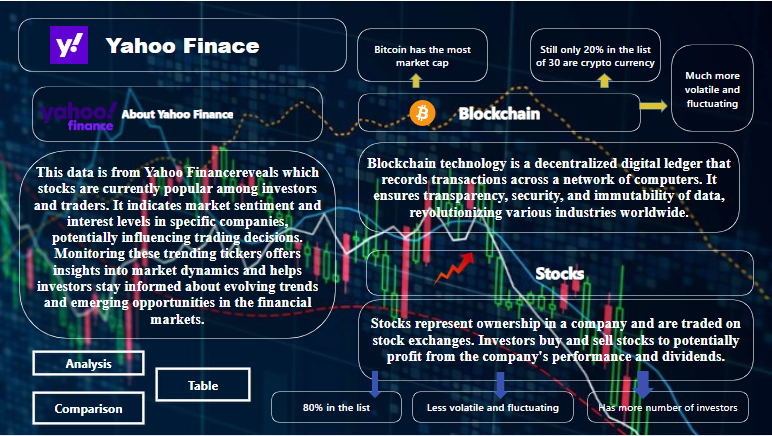 y!
Yahoo Finace
yahoo!
finance
About Yahoo Finance
This data is from Yahoo Financereveals which
stocks are currently popular among investors
and traders. It indicates market sentiment and
interest levels in specific companies,
potentially influencing trading decisions.
Monitoring these trending tickers offers
insights into market dynamics and helps
investors stay informed about evolving trends
and emerging opportunities in the financial
markets.
Analysis
Table
Comparison
Bitcoin has the most
market cap
Still only 20% in the list
of 30 are crypto currency
Much more
volatile and
fluctuating
Blockchain
Blockchain technology is a decentralized digital ledger that
records transactions across a network of computers. It
ensures transparency, security, and immutability of data,
revolutionizing various industries worldwide.
Stocks
Stocks represent ownership in a company and are traded on
stock exchanges. Investors buy and sell stocks to potentially
profit from the company's performance and dividends.
80% in the list
Less volatile and fluctuating
Has more number of investors